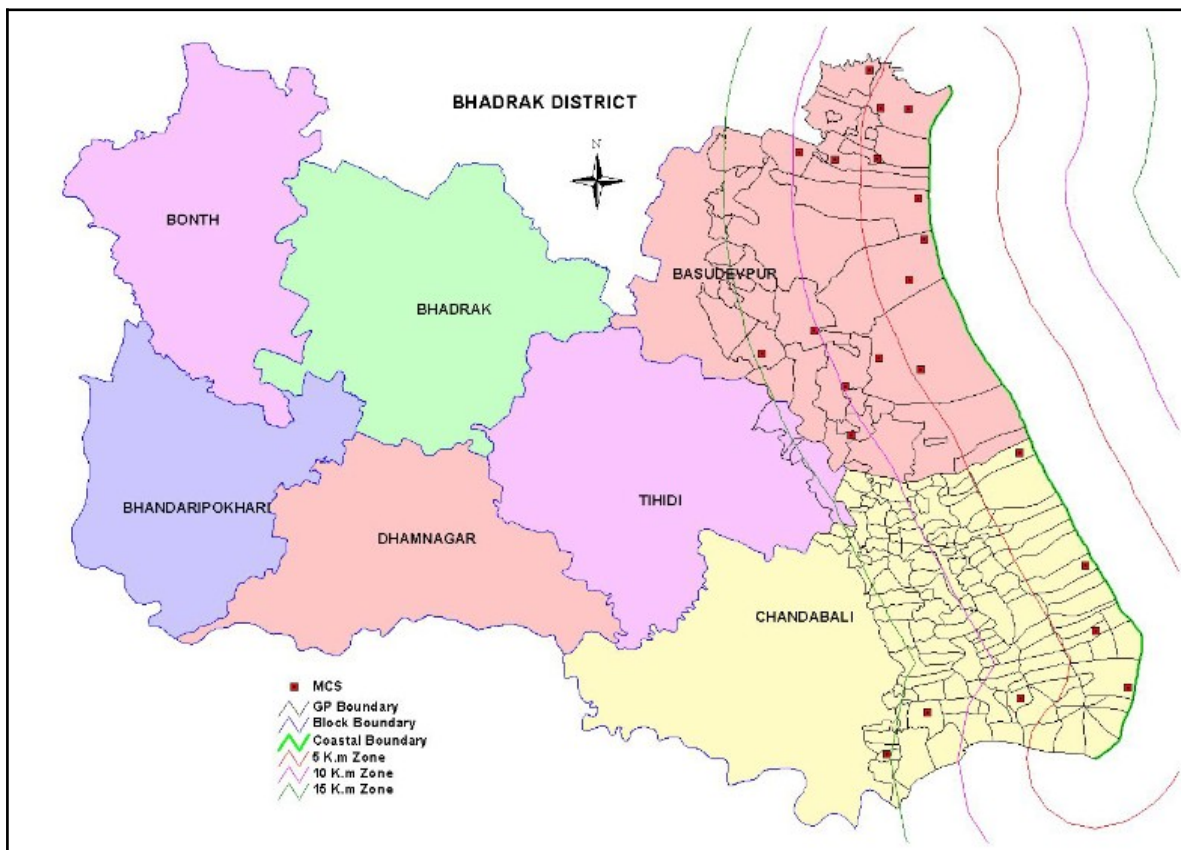 BHADRAK DISTRICT
N
BONTH
BASUDEVPUR
BHADRAK
TIHIDI
BHANDARIPOKHARI
DHAMNAGAR
CHANDABALI
MCS
GP Boundary
Block Boundary
Coastal Boundary
5 K.m Zone
10 K.m Zone
15 K.m Zone